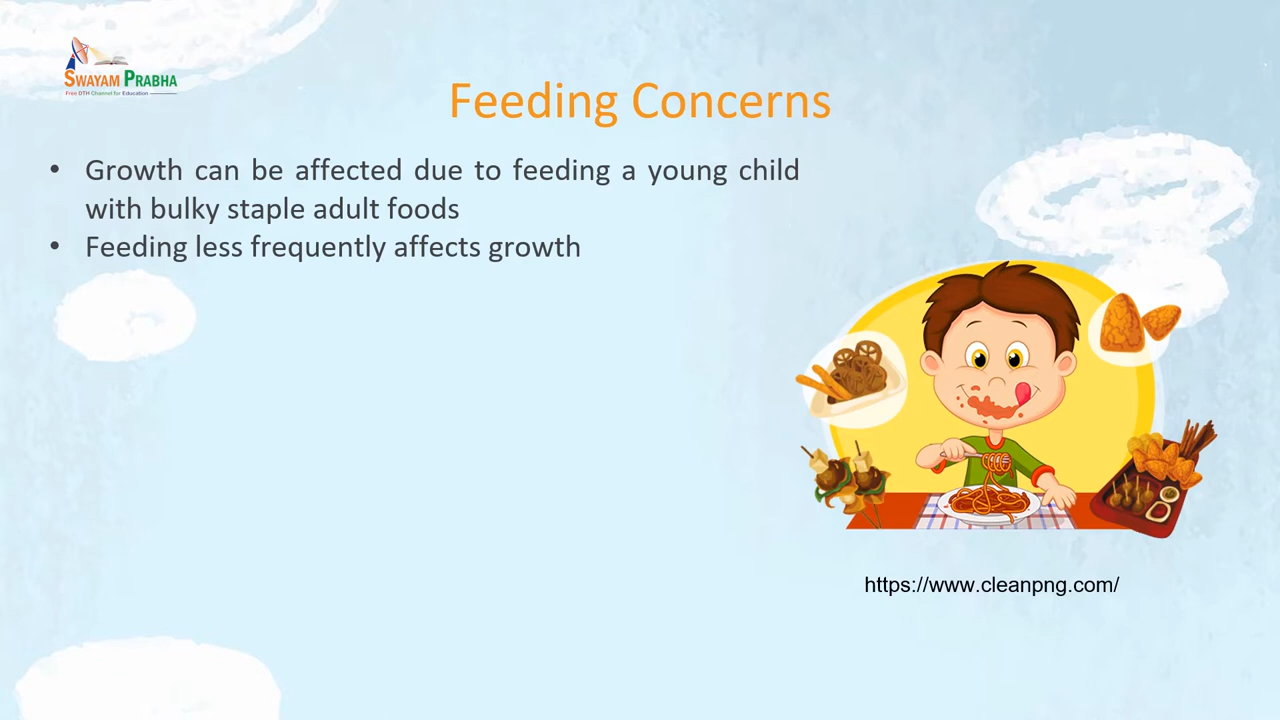 SWAYAM PRABHA
Free DTH Channel for Education
Feeding Concerns
• Growth can be affected due to feeding a young child
with bulky staple adult foods
• Feeding less frequently affects growth
https://www.cleanpng.com/